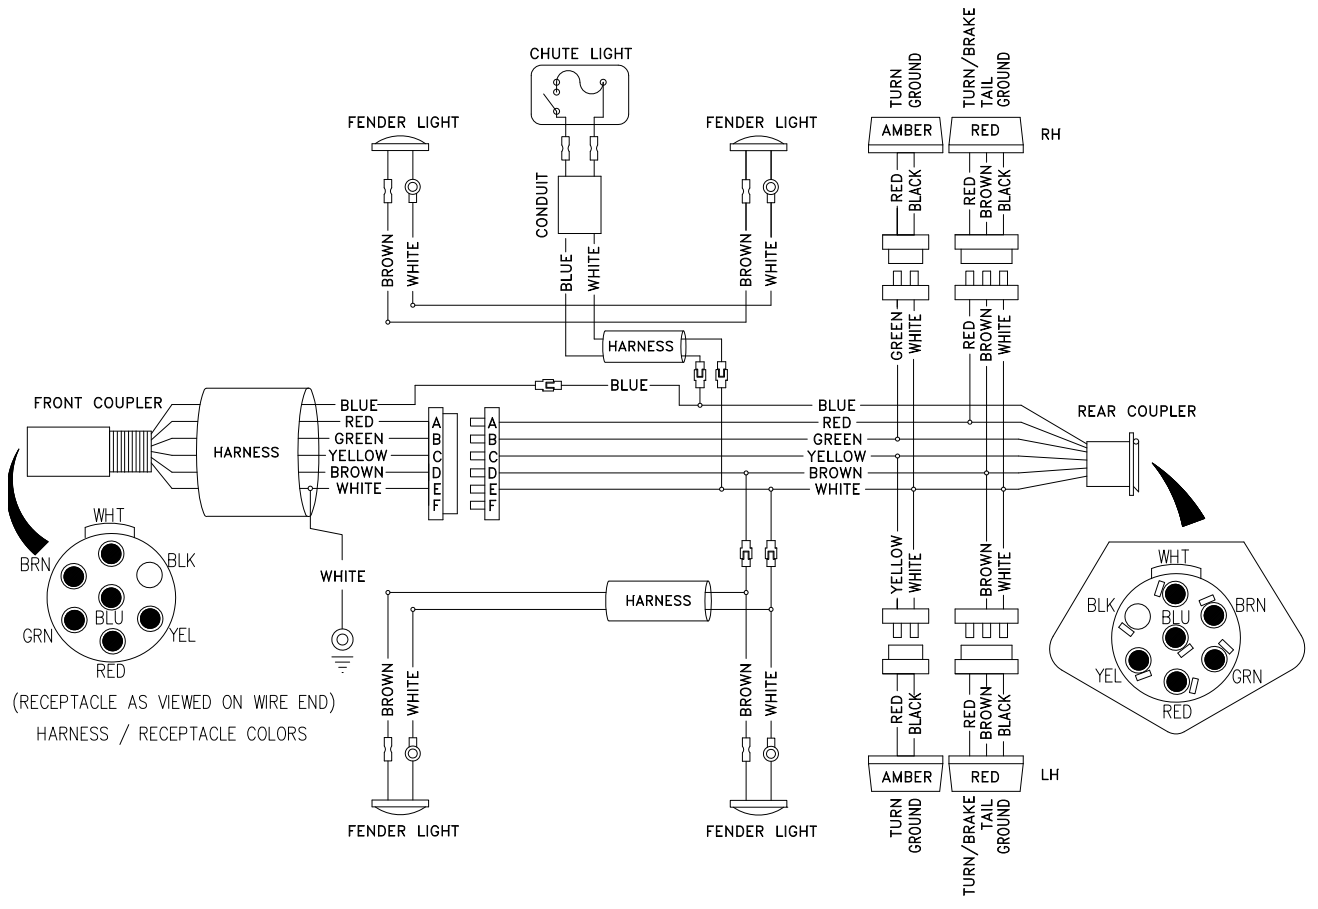 CHUTE LIGHT
FENDER LIGHT
FENDER LIGHT
CONDUIT
BROWN
WHITE
BLUE
WHITE
BROWN
WHITE
HARNESS
TURN
GROUND
TURN/BRAKE
TAIL
GROUND
AMBER
RED
RH
RED
BLACK
RED
BROWN
BLACK
GREEN
WHITE
RED
BROWN
WHITE
FRONT COUPLER
HARNESS
BLUE
BLUE
RED
GREEN
YELLOW
BROWN
WHITE
A
B
C
D
E
F
A
B
C
D
E
F
BLUE
RED
GREEN
YELLOW
BROWN
WHITE
REAR COUPLER
WHT
BRN
BLK
BLU
GRN
YEL
RED
(RECEPTACLE AS VIEWED ON WIRE END)
HARNESS / RECEPTACLE COLORS
WHITE
HARNESS
BROWN
WHITE
BROWN
WHITE
FENDER LIGHT
FENDER LIGHT
YELLOW
WHITE
BROWN
WHITE
RED
BLACK
RED
BROWN
BLACK
AMBER
RED
LH
TURN
GROUND
TURN/BRAKE
TAIL
GROUND
WHT
BLK
BRN
BLU
YEL
GRN
RED